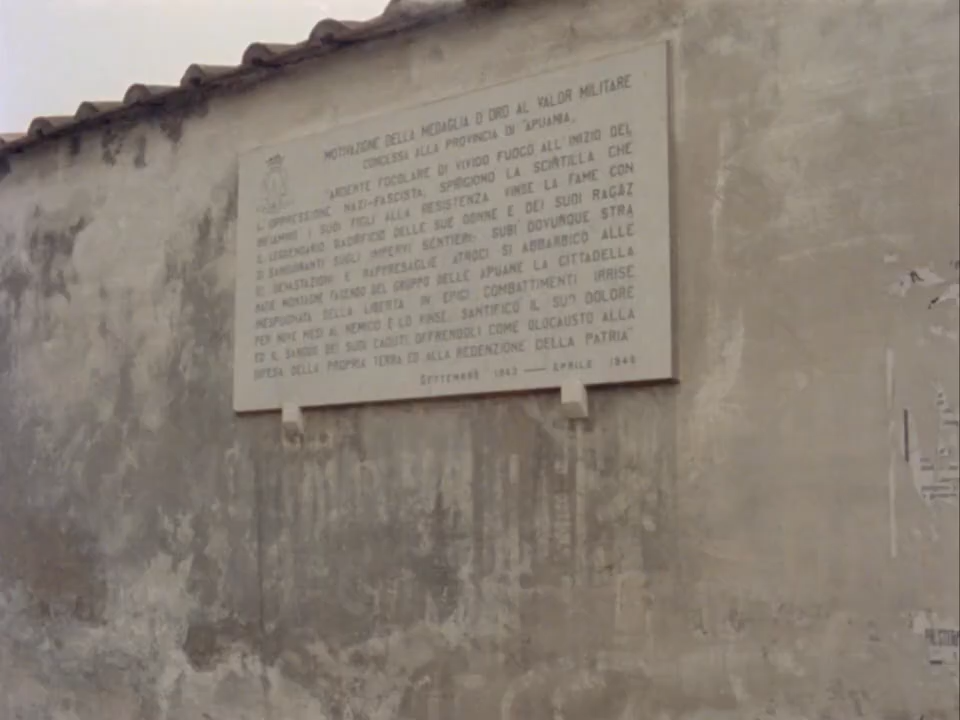 MOTIVAZIONE DELLA MEDAGLIA D'ORO AL VALOR MILITARE
CONCESSA ALLA PROVINCIA DI "APUANIA"
"ARDENTE FOCOLARE DI VIVIDO FUOCO ALL'INIZIO DEL
L'OPPRESSIONE NAZI-FASCISTA, SPRIGIONO LA SCINTILLA CHE
I SUOI FIGLI ALLA RESISTENZA. VINSE LA FAME CON
IL LEGGENDARIO SACRIFICIO DELLE SUE DONNE E DEI SUOI RAGAZ
ZI SANGUINANTI SUGLI IMPERVI SENTIERI: SUBI' DOVUNQUE STRA
GI, DEVASTAZIONI E RAPPRESAGLIE ATROCI. SI ABBARBICO ALLE
NATIE MONTAGNE FACENDO DEL GRUPPO DELLE APUANE LA CITTADELLA
INESPUGNATA DELLA LIBERTA. IN EPICI COMBATTIMENTI IRRISE
PER NOVE MESI AL NEMICO E LO VINSE. SANTIFICO IL SUO DOLORE
ED IL SANGUE DEI SUOI CADUTI OFFRENDOLI COME OLOCAUSTO ALLA
DIFESA DELLA PROPRIA TERRA ED ALLA REDENZIONE DELLA PATRIA"
SETTEMBRE 1943 — APRILE 1945